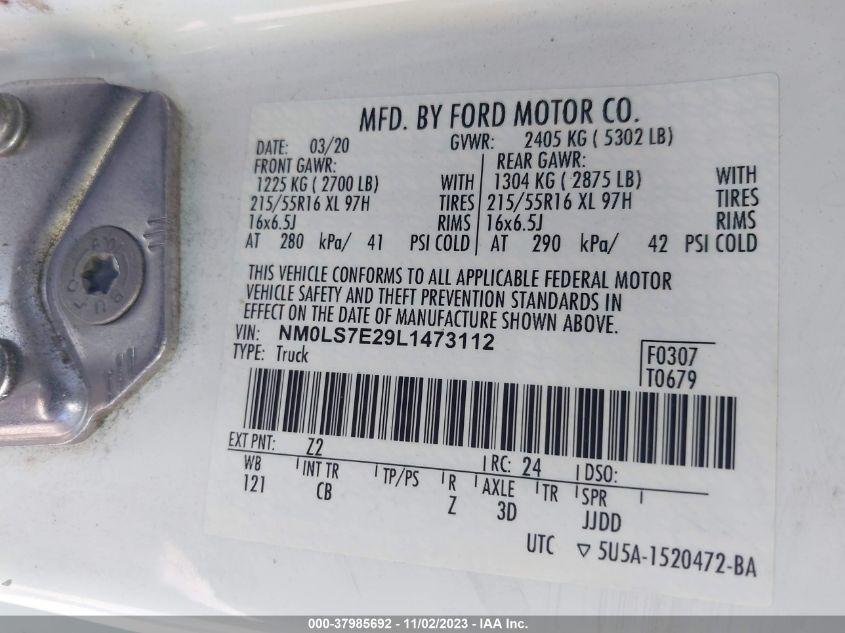 MFD. BY FORD MOTOR CO.
DATE: 03/20 GVWR: 2405 KG ( 5302 LB)
FRONT GAWR: REAR GAWR:
1225 KG ( 2700 LB) WITH 1304 KG ( 2875 LB) WITH
215/55R16 XL 97H TIRES 215/55R16 XL 97H TIRES
16x6.5J RIMS 16x6.5J RIMS
AT 280 kPa/ 41 PSI COLD AT 290 kPa/ 42 PSI COLD
THIS VEHICLE CONFORMS TO ALL APPLICABLE FEDERAL MOTOR
VEHICLE SAFETY AND THEFT PREVENTION STANDARDS IN
EFFECT ON THE DATE OF MANUFACTURE SHOWN ABOVE.
VIN: NM0LS7E29L1473112
TYPE: Truck
F0307
T0679
EXT PNT: Z2 RC: 24 DSO:
WB INT TR TP/PS R AXLE TR SPR
121 CB Z 3D JJDD
UTC ▽ 5U5A-1520472-BA
000-37985692 - 11/02/2023 - IAA Inc.